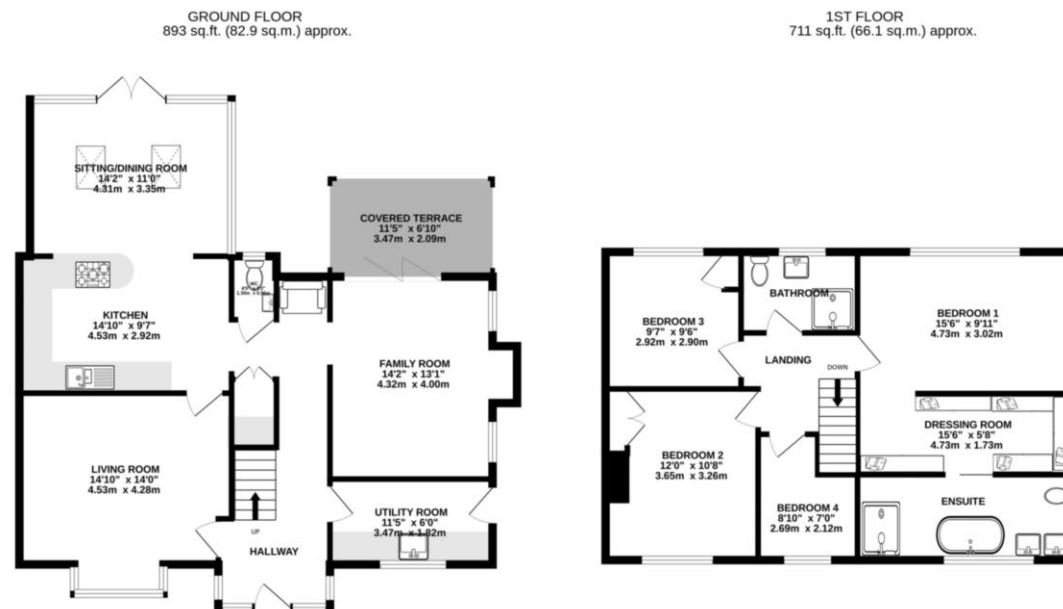 GROUND FLOOR
893 sq.ft. (82.9 sq.m.) approx.
1ST FLOOR
711 sq.ft. (66.1 sq.m.) approx.
SITTING/DINING ROOM
14'2" x 11'0"
4.31m x 3.35m
COVERED TERRACE
11'5" x 6'10"
3.47m x 2.09m
WC
KITCHEN
14'10" x 9'7"
4.53m x 2.92m
FAMILY ROOM
14'2" x 13'1"
4.32m x 4.00m
LIVING ROOM
14'10" x 14'0"
4.53m x 4.28m
UP
HALLWAY
UTILITY ROOM
11'5" x 6'0"
3.47m x 1.82m
BEDROOM 3
9'7" x 9'6"
2.92m x 2.90m
BATHROOM
BEDROOM 1
15'6" x 9'11"
4.73m x 3.02m
LANDING
DOWN
DRESSING ROOM
15'6" x 5'8"
4.73m x 1.73m
BEDROOM 2
12'0" x 10'8"
3.65m x 3.26m
BEDROOM 4
8'10" x 7'0"
2.69m x 2.12m
ENSUITE